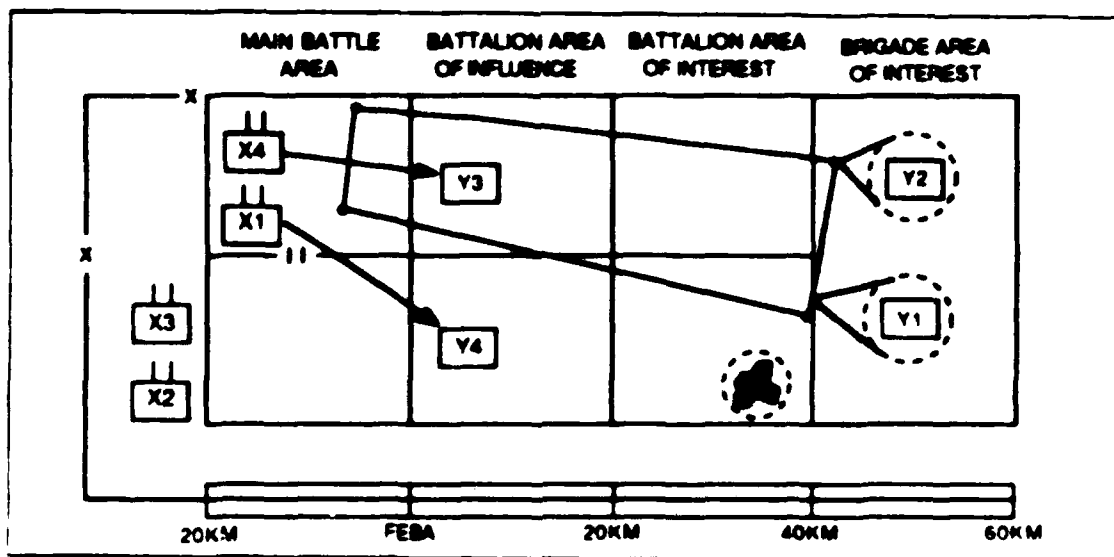 MAIN BATTLE AREA
BATTALION AREA OF INFLUENCE
BATTALION AREA OF INTEREST
BRIGADE AREA OF INTEREST
X
X4
Y3
Y2
X1
X
II
X3
Y4
Y1
X2
20KM
FEBA
20KM
40KM
60KM